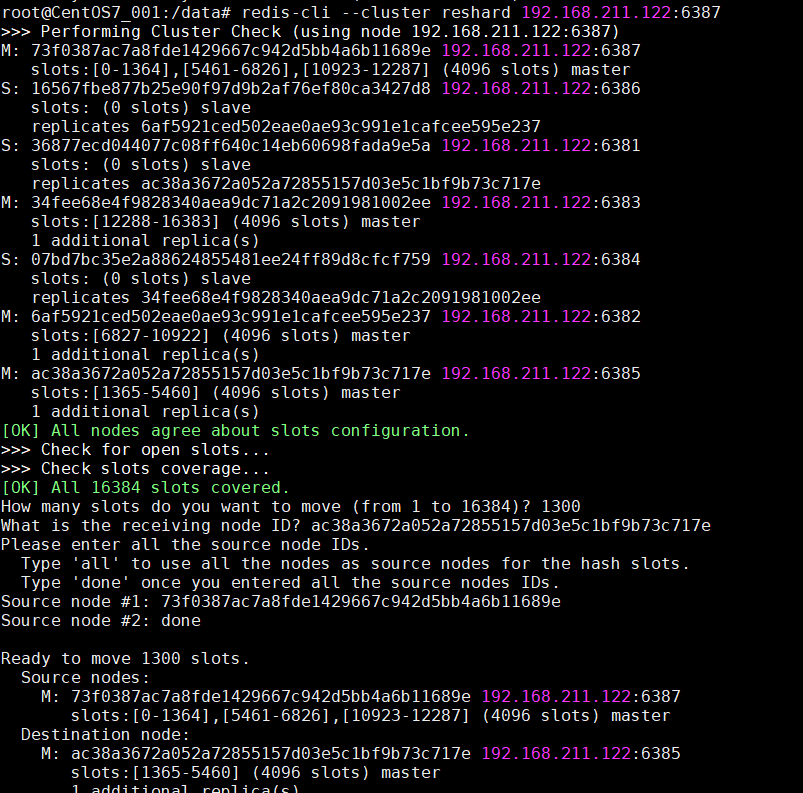 root@CentOS7_001:/data# redis-cli --cluster reshard 192.168.211.122:6387
>>> Performing Cluster Check (using node 192.168.211.122:6387)
M: 73f0387ac7a8fde1429667c942d5bb4a6b11689e 192.168.211.122:6387
   slots:[0-1364],[5461-6826],[10923-12287] (4096 slots) master
S: 16567fbe877b25e90f97d9b2af76ef80ca3427d8 192.168.211.122:6386
   slots: (0 slots) slave
   replicates 6af5921ced502eae0ae93c991e1cafcee595e237
S: 36877ecd044077c08ff640c14eb60698fada9e5a 192.168.211.122:6381
   slots: (0 slots) slave
   replicates ac38a3672a052a72855157d03e5c1bf9b73c717e
M: 34fee68e4f9828340aea9dc71a2c2091981002ee 192.168.211.122:6383
   slots:[12288-16383] (4096 slots) master
   1 additional replica(s)
S: 07bd7bc35e2a88624855481ee24ff89d8cfcf759 192.168.211.122:6384
   slots: (0 slots) slave
   replicates 34fee68e4f9828340aea9dc71a2c2091981002ee
M: 6af5921ced502eae0ae93c991e1cafcee595e237 192.168.211.122:6382
   slots:[6827-10922] (4096 slots) master
   1 additional replica(s)
M: ac38a3672a052a72855157d03e5c1bf9b73c717e 192.168.211.122:6385
   slots:[1365-5460] (4096 slots) master
   1 additional replica(s)
[OK] All nodes agree about slots configuration.
>>> Check for open slots...
>>> Check slots coverage...
[OK] All 16384 slots covered.
How many slots do you want to move (from 1 to 16384)? 1300
What is the receiving node ID? ac38a3672a052a72855157d03e5c1bf9b73c717e
Please enter all the source node IDs.
  Type 'all' to use all the nodes as source nodes for the hash slots.
  Type 'done' once you entered all the source nodes IDs.
Source node #1: 73f0387ac7a8fde1429667c942d5bb4a6b11689e
Source node #2: done

Ready to move 1300 slots.
  Source nodes:
    M: 73f0387ac7a8fde1429667c942d5bb4a6b11689e 192.168.211.122:6387
       slots:[0-1364],[5461-6826],[10923-12287] (4096 slots) master
  Destination node:
    M: ac38a3672a052a72855157d03e5c1bf9b73c717e 192.168.211.122:6385
       slots:[1365-5460] (4096 slots) master
       1 additional replica(s)